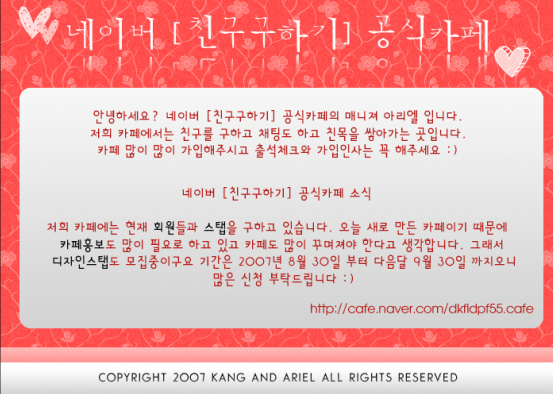 네이버 [친구구하기] 공식카페
안녕하세요? 네이버 [친구구하기] 공식카페의 매니져 아리엘 입니다.
저희 카페에서는 친구를 구하고 채팅도 하고 친목을 쌓아가는 곳입니다.
카페 많이 많이 가입해주시고 출석체크와 가입인사는 꼭 해주세요 :)
네이버 [친구구하기] 공식카페 소식
저희 카페에는 현재 회원들과 스탭을 구하고 있습니다. 오늘 새로 만든 카페이기 때문에
카페홍보도 많이 필요로 하고 있고 카페도 많이 꾸며져야 한다고 생각합니다. 그래서
디자인스탭도 모집중이구요 기간은 2007년 8월 30일 부터 다음달 9월 30일 까지오니
많은 신청 부탁드립니다 :)
http://cafe.naver.com/dkfldpf55.cafe
COPYRIGHT 2007 KANG AND ARIEL ALL RIGHTS RESERVED